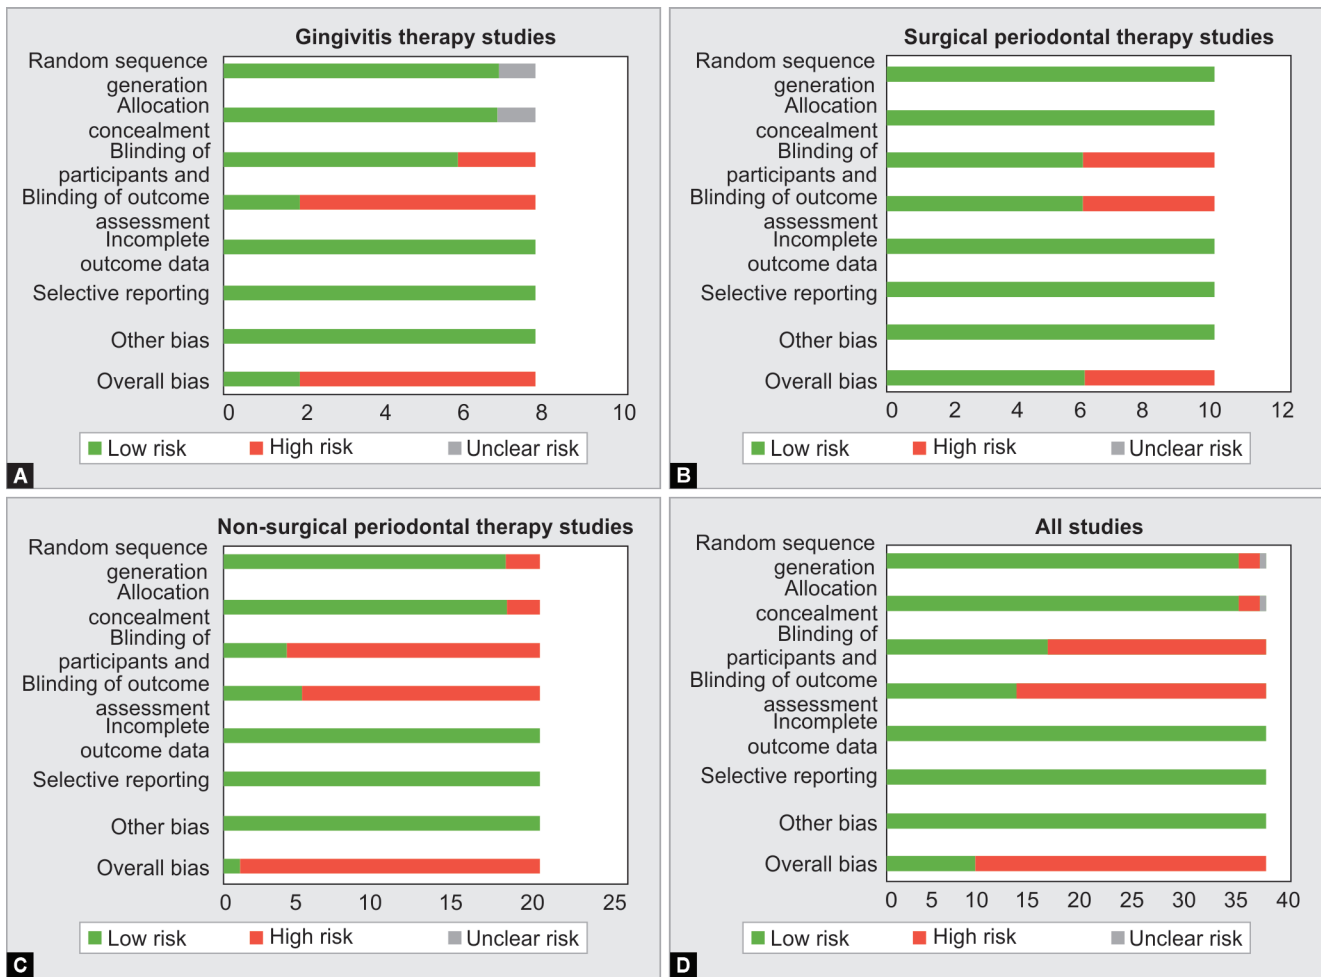 Gingivitis therapy studies
Random sequence
generation
Allocation
concealment
Blinding of
participants and
Blinding of outcome
assessment
Incomplete
outcome data
Selective reporting
Other bias
Overall bias
0 2 4 6 8 10
Low risk High risk Unclear risk
A
Surgical periodontal therapy studies
Random sequence
generation
Allocation
concealment
Blinding of
participants and
Blinding of outcome
assessment
Incomplete
outcome data
Selective reporting
Other bias
Overall bias
0 2 4 6 8 10 12
Low risk High risk Unclear risk
B
Non-surgical periodontal therapy studies
Random sequence
generation
Allocation
concealment
Blinding of
participants and
Blinding of outcome
assessment
Incomplete
outcome data
Selective reporting
Other bias
Overall bias
0 5 10 15 20 25
Low risk High risk Unclear risk
C
All studies
Random sequence
generation
Allocation
concealment
Blinding of
participants and
Blinding of outcome
assessment
Incomplete
outcome data
Selective reporting
Other bias
Overall bias
0 5 10 15 20 25 30 35 40
Low risk High risk Unclear risk
D